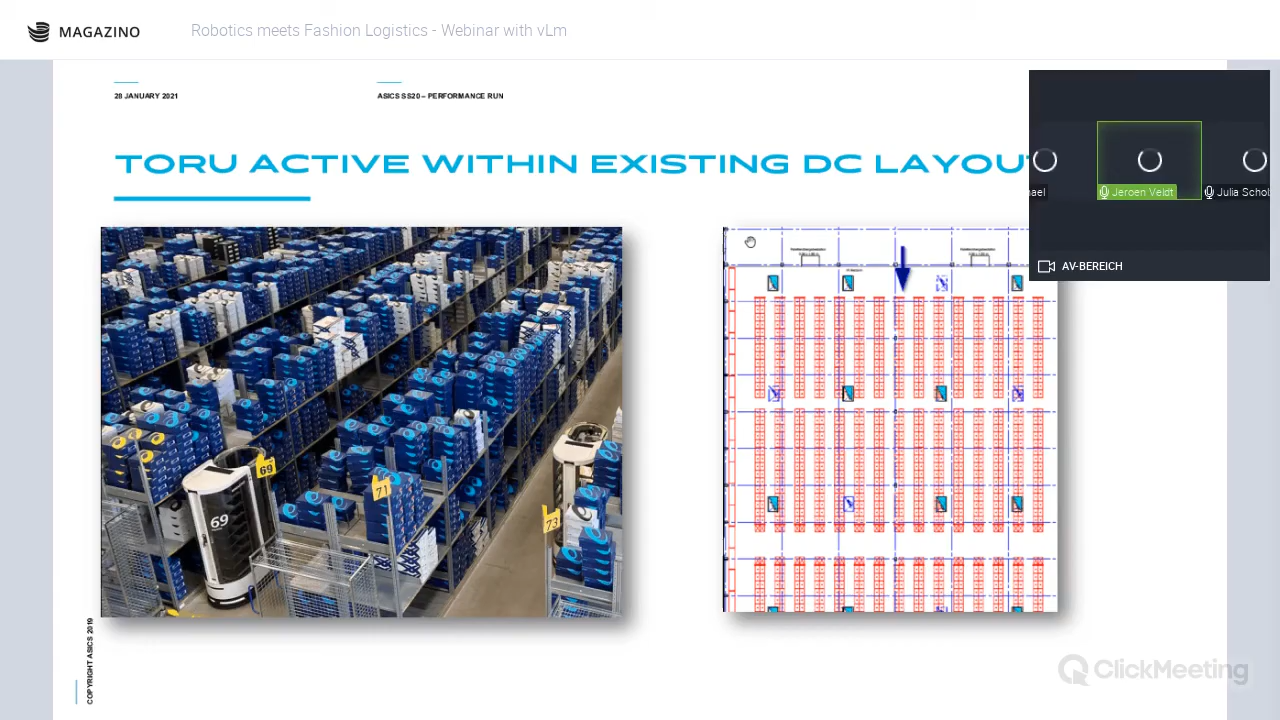 MAGAZINO
Robotics meets Fashion Logistics - Webinar with vLm
28 JANUARY 2021
ASICS SS20 – PERFORMANCE RUN
TORU ACTIVE WITHIN EXISTING DC LAYOUT
ael
Jeroen Veldt
Julia Schol
AV-BEREICH
69
69
71
73
COPYRIGHT ASICS 2019
ClickMeeting